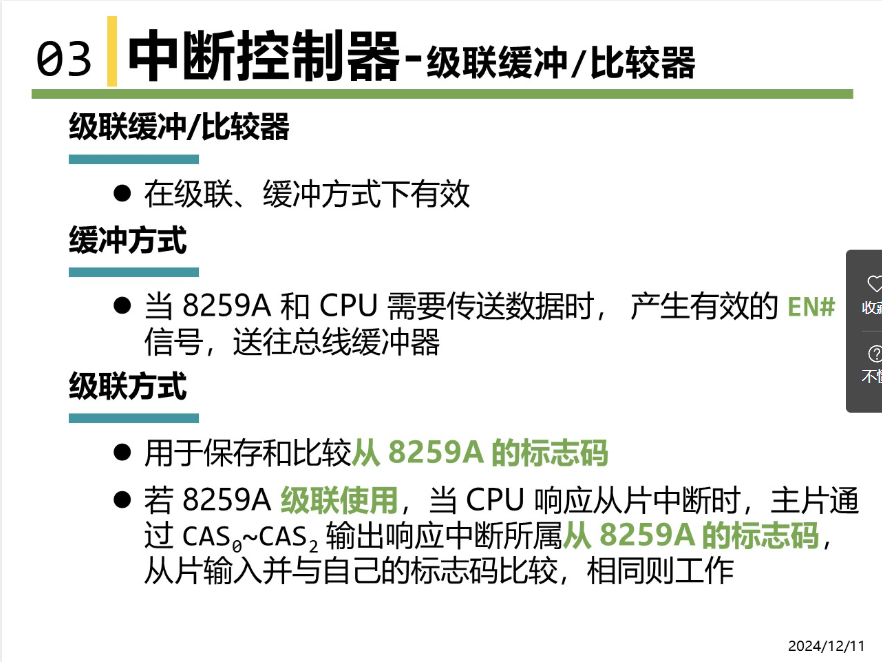 03 中断控制器-级联缓冲/比较器
级联缓冲/比较器
● 在级联、缓冲方式下有效
缓冲方式
● 当 8259A 和 CPU 需要传送数据时， 产生有效的 EN#
信号，送往总线缓冲器
级联方式
● 用于保存和比较从 8259A 的标志码
● 若 8259A 级联使用，当 CPU 响应从片中断时，主片通
过 CAS0~CAS2 输出响应中断所属从 8259A 的标志码，
从片输入并与自己的标志码比较，相同则工作
2024/12/11